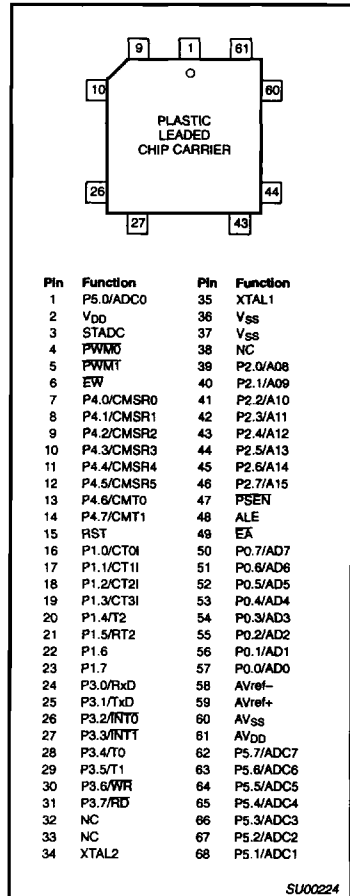 9 1 61
10 60
PLASTIC
LEADED
CHIP CARRIER
26 44
27 43
Pin Function Pin Function
1 P5.0/ADC0 35 XTAL1
2 VDD 36 VSS
3 STADC 37 VSS
4 PWM0 38 NC
5 PWM1 39 P2.0/A08
6 EW 40 P2.1/A09
7 P4.0/CMSR0 41 P2.2/A10
8 P4.1/CMSR1 42 P2.3/A11
9 P4.2/CMSR2 43 P2.4/A12
10 P4.3/CMSR3 44 P2.5/A13
11 P4.4/CMSR4 45 P2.6/A14
12 P4.5/CMSR5 46 P2.7/A15
13 P4.6/CMT0 47 PSEN
14 P4.7/CMT1 48 ALE
15 RST 49 EA
16 P1.0/CT0I 50 P0.7/AD7
17 P1.1/CT1I 51 P0.6/AD6
18 P1.2/CT2I 52 P0.5/AD5
19 P1.3/CT3I 53 P0.4/AD4
20 P1.4/T2 54 P0.3/AD3
21 P1.5/RT2 55 P0.2/AD2
22 P1.6 56 P0.1/AD1
23 P1.7 57 P0.0/AD0
24 P3.0/RxD 58 AVref–
25 P3.1/TxD 59 AVref+
26 P3.2/INT0 60 AVSS
27 P3.3/INT1 61 AVDD
28 P3.4/T0 62 P5.7/ADC7
29 P3.5/T1 63 P5.6/ADC6
30 P3.6/WR 64 P5.5/ADC5
31 P3.7/RD 65 P5.4/ADC4
32 NC 66 P5.3/ADC3
33 NC 67 P5.2/ADC2
34 XTAL2 68 P5.1/ADC1
SU00224